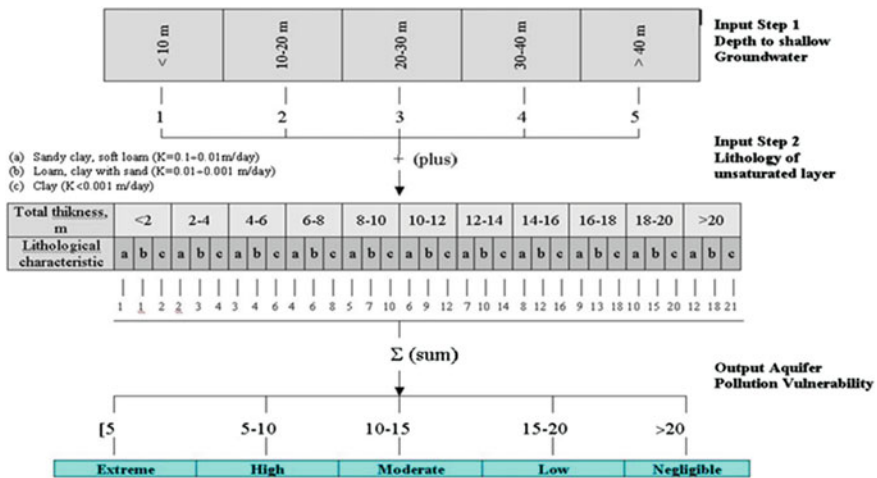 Input Step 1
Depth to shallow
Groundwater
< 10 m 10-20 m 20-30 m 30-40 m > 40 m
1 2 3 4 5
Input Step 2
Lithology of
unsaturated layer
+ (plus)
(a) Sandy clay, soft loam (K=0.1-0.01m/day)
(b) Loam, clay with sand (K=0.01-0.001 m/day)
(c) Clay (K<0.001 m/day)
Total thikness, m <2 2-4 4-6 6-8 8-10 10-12 12-14 14-16 16-18 18-20 >20
Lithological characteristic a b c a b c a b c a b c a b c a b c a b c a b c a b c a b c a b c
1 1 2 2 3 4 3 4 6 4 6 8 5 7 10 6 9 12 7 10 14 8 12 16 9 13 18 10 15 20 12 18 21
Σ (sum)
Output Aquifer
Pollution Vulnerability
[5 5-10 10-15 15-20 >20
Extreme High Moderate Low Negligible